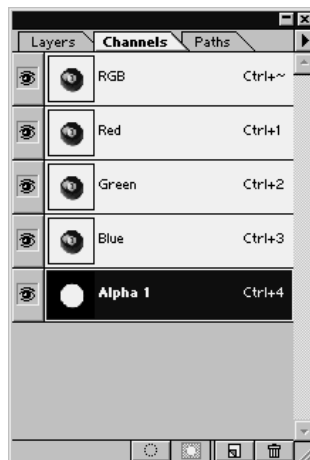 Layers Channels Paths
RGB Ctrl+~
Red Ctrl+1
Green Ctrl+2
Blue Ctrl+3
Alpha 1 Ctrl+4